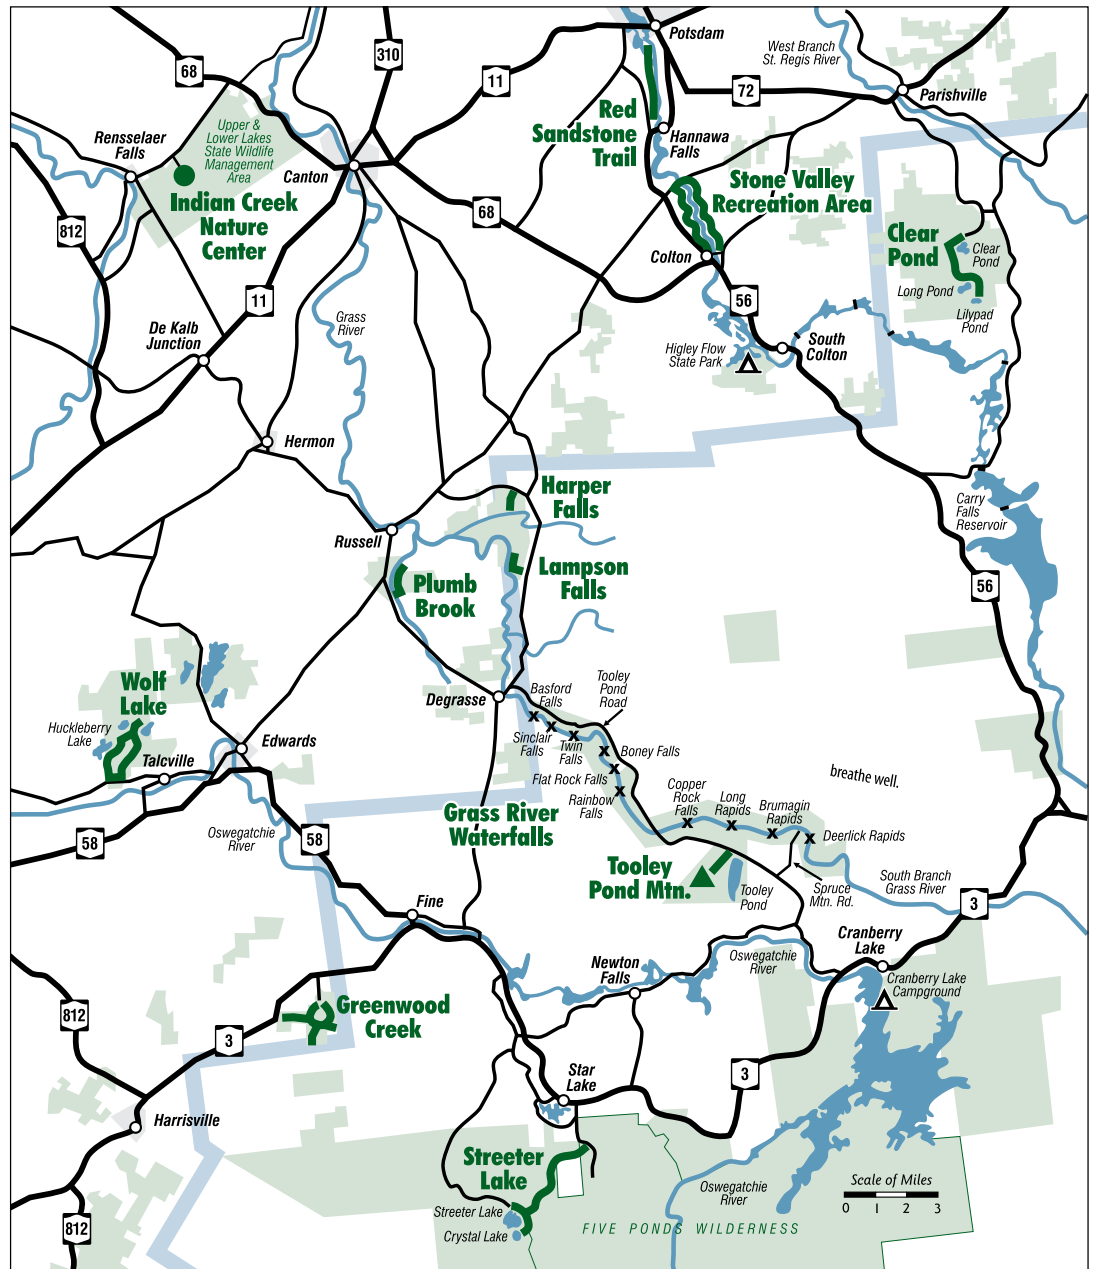 Potsdam
310
68
11
72
West Branch
St. Regis River
Parishville
Rensselaer
Falls
Upper &
Lower Lakes
State Wildlife
Management
Area
Canton
Red
Sandstone
Trail
Hannawa
Falls
Indian Creek
Nature
Center
Stone Valley
Recreation Area
68
812
Clear
Pond
Clear
Pond
Colton
Long Pond
Lilypad
Pond
11
56
Grass
River
De Kalb
Junction
Higley Flow
State Park
South
Colton
Hermon
Harper
Falls
Carry
Falls
Reservoir
Russell
Lampson
Falls
Plumb
Brook
56
Wolf
Lake
Huckleberry
Lake
Degrasse
Basford
Falls
Tooley
Pond
Road
Edwards
Sinclair
Falls
Twin
Falls
Boney Falls
Talcville
Flat Rock Falls
Rainbow
Falls
breathe well.
Copper
Rock
Falls
Long
Rapids
Brumagin
Rapids
Grass River
Waterfalls
Deerlick Rapids
Oswegatchie
River
58
58
Tooley
Pond Mtn.
Tooley
Pond
Spruce
Mtn. Rd.
South Branch
Grass River
Fine
3
Cranberry
Lake
Newton
Falls
Oswegatchie
River
Cranberry Lake
Campground
Greenwood
Creek
812
3
Star
Lake
3
Harrisville
Streeter
Lake
Oswegatchie
River
Scale of Miles
0 1 2 3
Streeter Lake
Crystal Lake
FIVE PONDS WILDERNESS
812